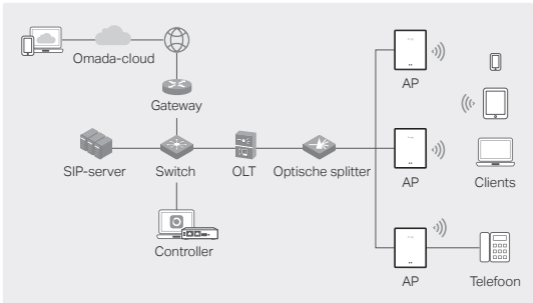 Omada-cloud
Gateway
AP
SIP-server
Switch
OLT
Optische splitter
AP
Clients
Controller
AP
Telefoon